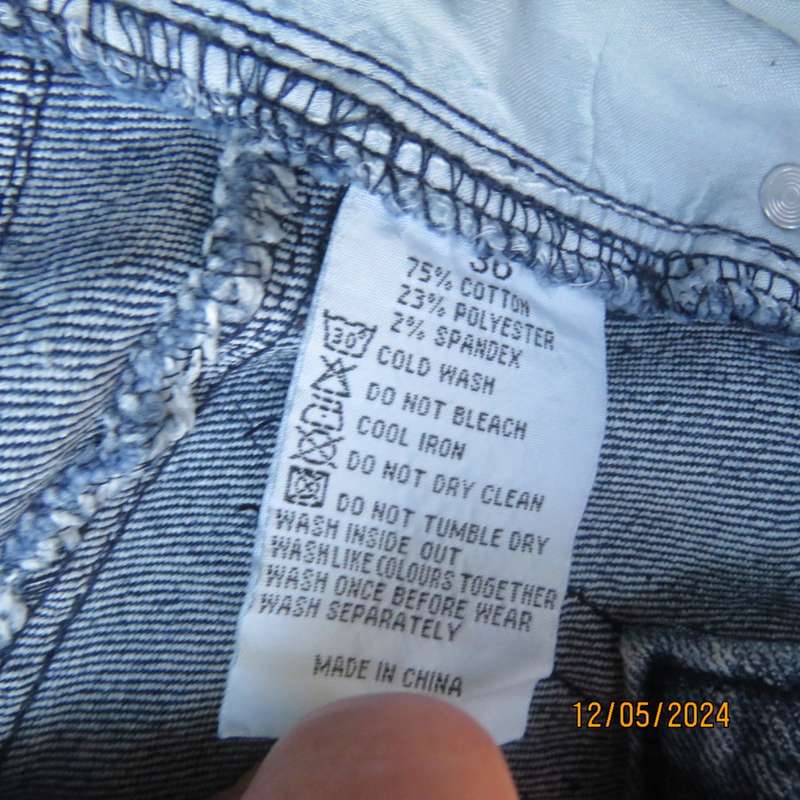 36
75% COTTON
23% POLYESTER
2% SPANDEX
30
COLD WASH
DO NOT BLEACH
COOL IRON
DO NOT DRY CLEAN
DO NOT TUMBLE DRY
WASH INSIDE OUT
WASH LIKE COLOURS TOGETHER
WASH ONCE BEFORE WEAR
WASH SEPARATELY
MADE IN CHINA
12/05/2024